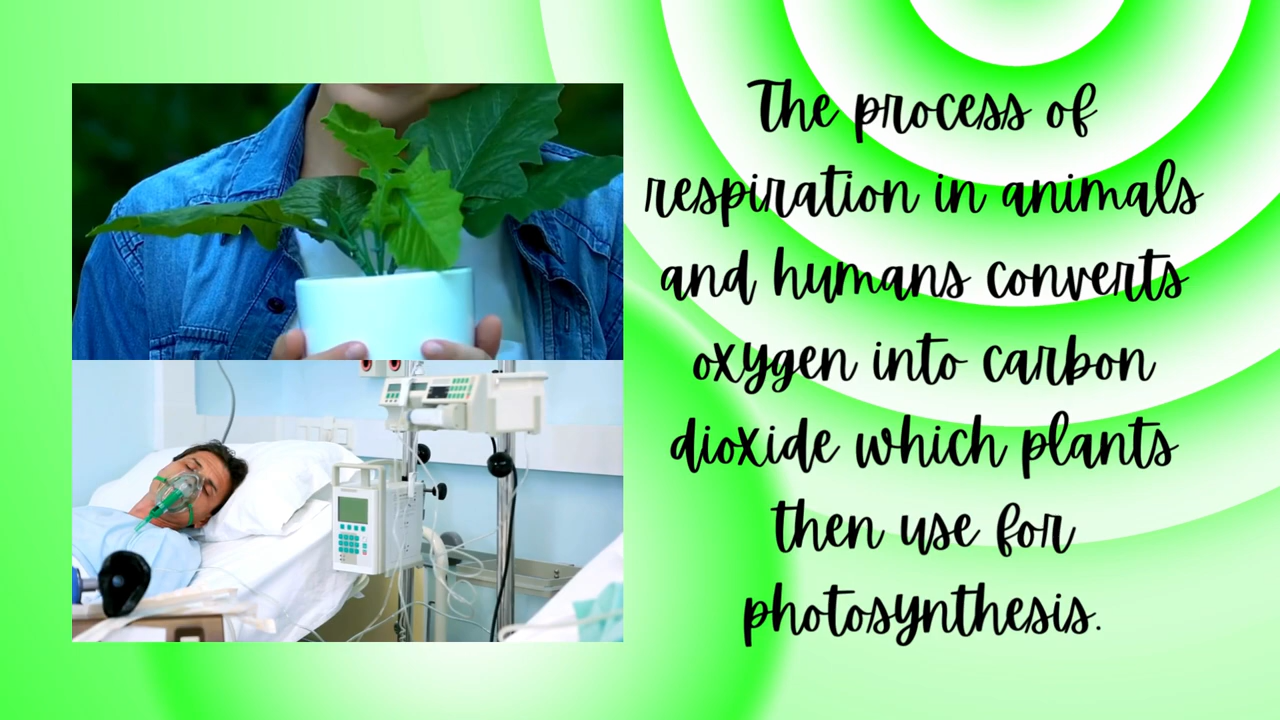 The process of
respiration in animals
and humans converts
oxygen into carbon
dioxide which plants
then use for
photosynthesis.